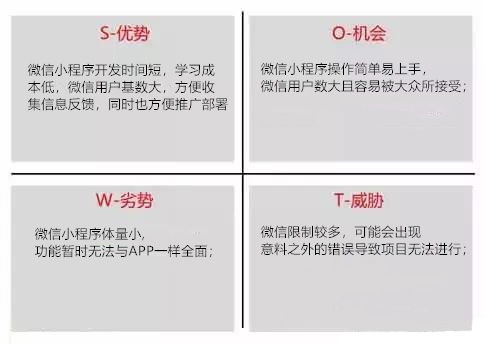 S-优势
微信小程序开发时间短，学习成
本低，微信用户基数大，方便收
集信息反馈，同时也方便推广部署
O-机会
微信小程序操作简单易上手，
微信用户数大且容易被大众所接受；
W-劣势
微信小程序体量小，
功能暂时无法与APP一样全面；
T-威胁
微信限制较多，可能会出现
意料之外的错误导致项目无法进行；